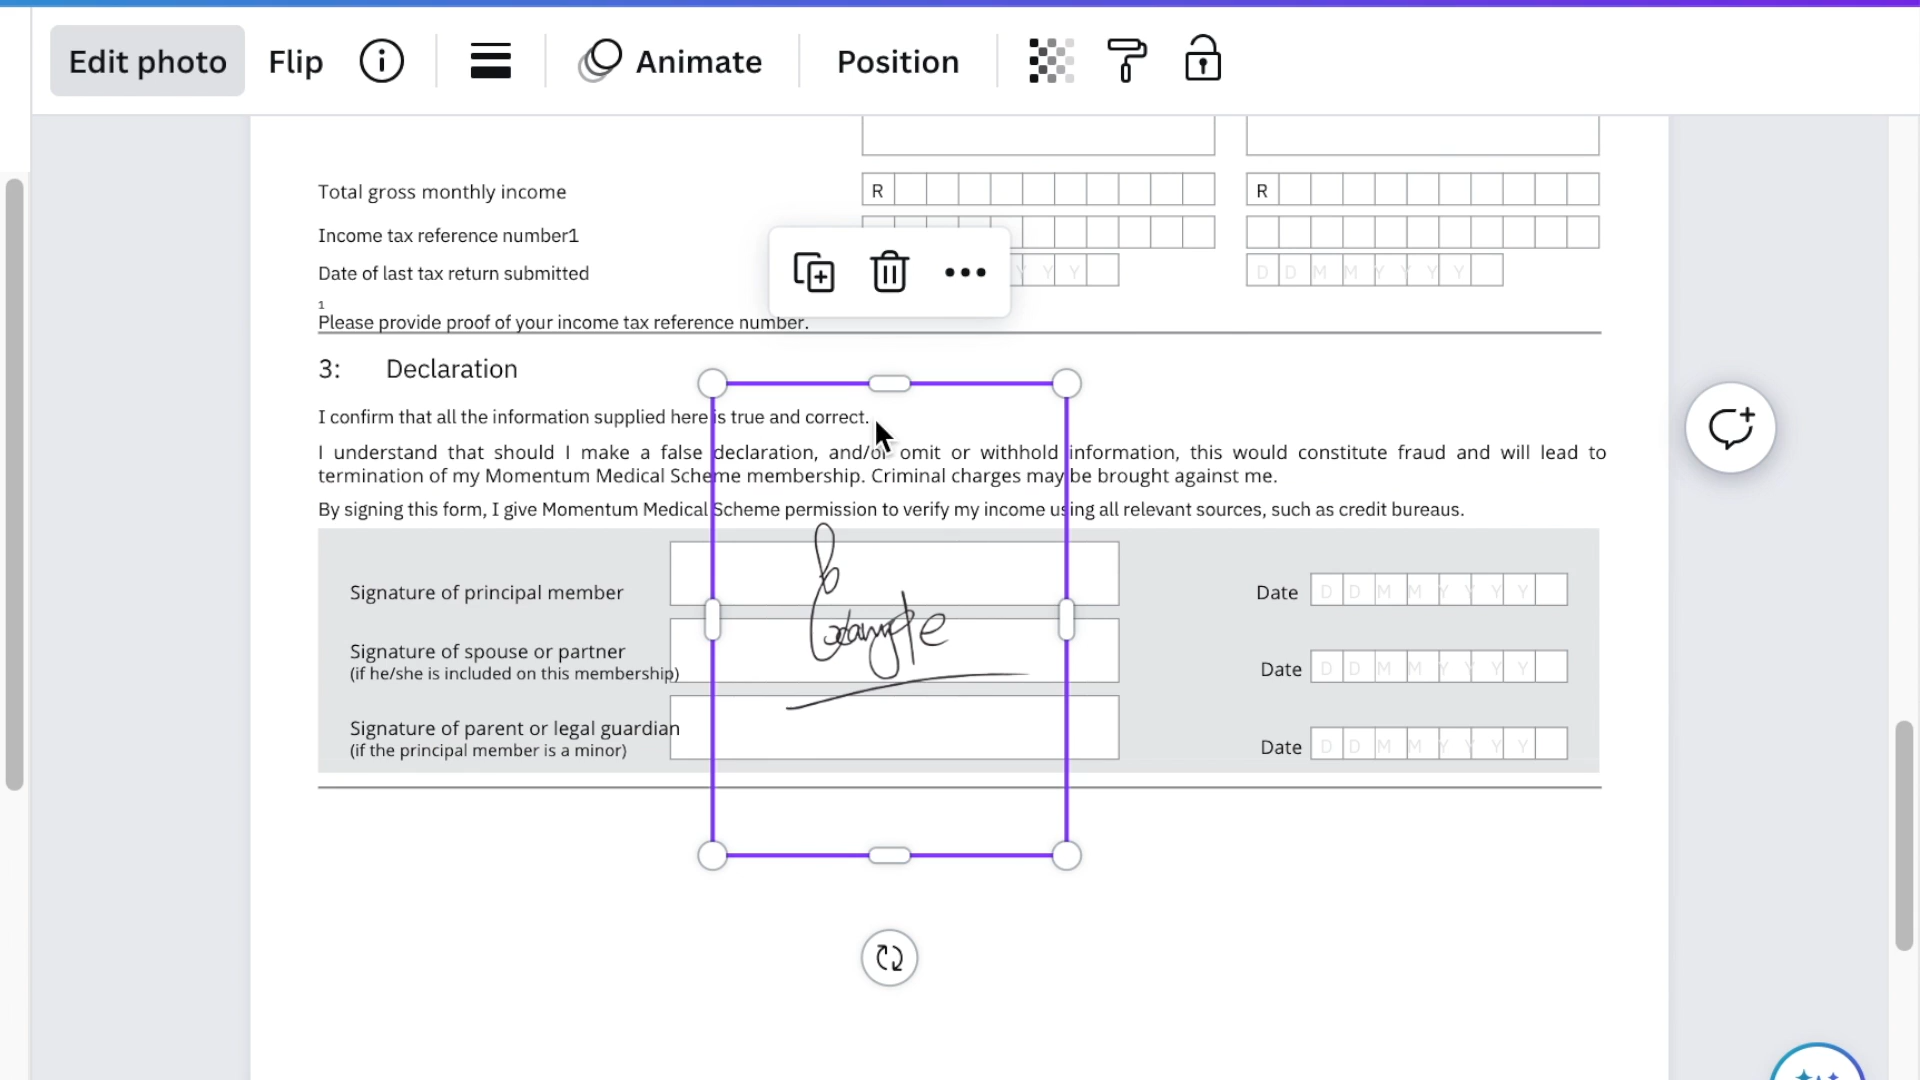 Edit photo Flip Animate Position
Total gross monthly income R R
Income tax reference number1
Date of last tax return submitted Y Y Y D D M M Y Y Y Y
1
Please provide proof of your income tax reference number.
3: Declaration
I confirm that all the information supplied here is true and correct.
I understand that should I make a false declaration, and/or omit or withhold information, this would constitute fraud and will lead to
termination of my Momentum Medical Scheme membership. Criminal charges may be brought against me.
By signing this form, I give Momentum Medical Scheme permission to verify my income using all relevant sources, such as credit bureaus.
Signature of principal member Date D D M M Y Y Y Y
Example
Signature of spouse or partner
(if he/she is included on this membership) Date D D M M Y Y Y Y
Signature of parent or legal guardian
(if the principal member is a minor) Date D D M M Y Y Y Y